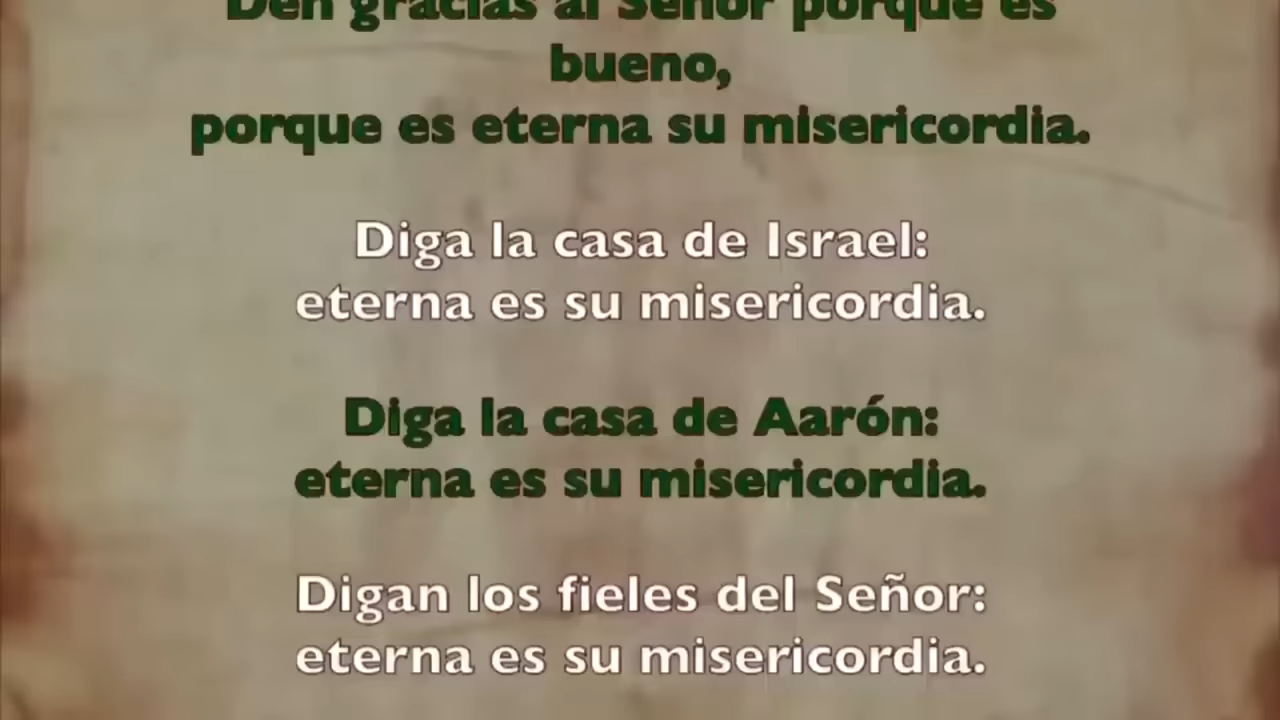 Den gracias al Señor porque es
bueno,
porque es eterna su misericordia.
Diga la casa de Israel:
eterna es su misericordia.
Diga la casa de Aarón:
eterna es su misericordia.
Digan los fieles del Señor:
eterna es su misericordia.